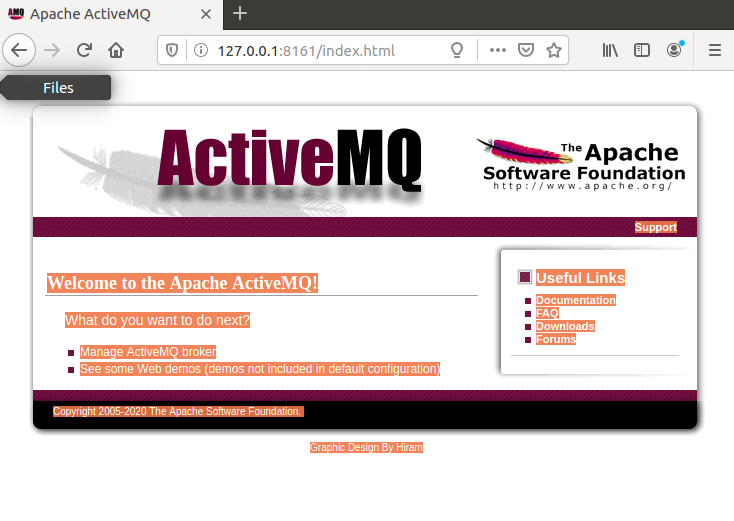 AMQ Apache ActiveMQ
127.0.0.1:8161/index.html
Files
ActiveMQ
The Apache
Software Foundation
http://www.apache.org/
Support
Welcome to the Apache ActiveMQ!
What do you want to do next?
Manage ActiveMQ broker
See some Web demos (demos not included in default configuration)
Useful Links
Documentation
FAQ
Downloads
Forums
Copyright 2005-2020 The Apache Software Foundation.
Graphic Design By Hiram